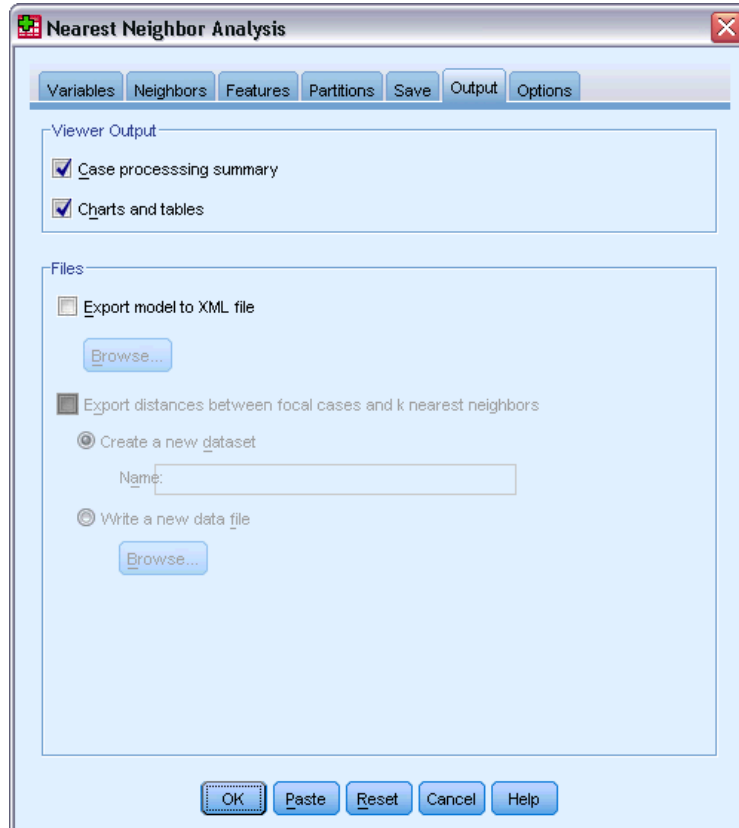 Nearest Neighbor Analysis
Variables Neighbors Features Partitions Save Output Options
Viewer Output
Case processsing summary
Charts and tables
Files
Export model to XML file
Browse...
Export distances between focal cases and k nearest neighbors
Create a new dataset
Name:
Write a new data file
Browse...
OK Paste Reset Cancel Help